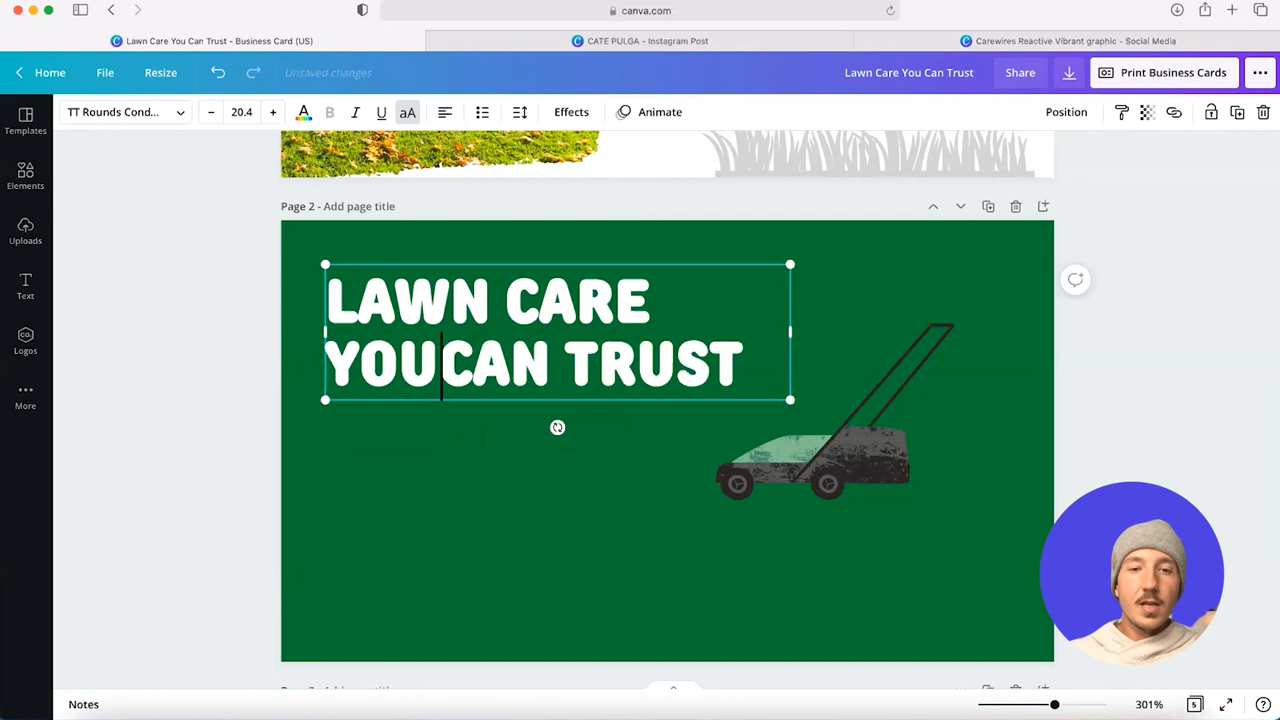 canva.com
Lawn Care You Can Trust - Business Card (US)
CATE PULGA - Instagram Post
Carewires Reactive Vibrant graphic - Social Media
Home
File
Resize
Unsaved changes
Lawn Care You Can Trust
Share
Print Business Cards
TT Rounds Cond...
20.4
B
I
U
aA
Effects
Animate
Position
Templates
Elements
Uploads
Text
CO.
Logos
More
Page 2 - Add page title
LAWN CARE
YOUCAN TRUST
Notes
301%
5